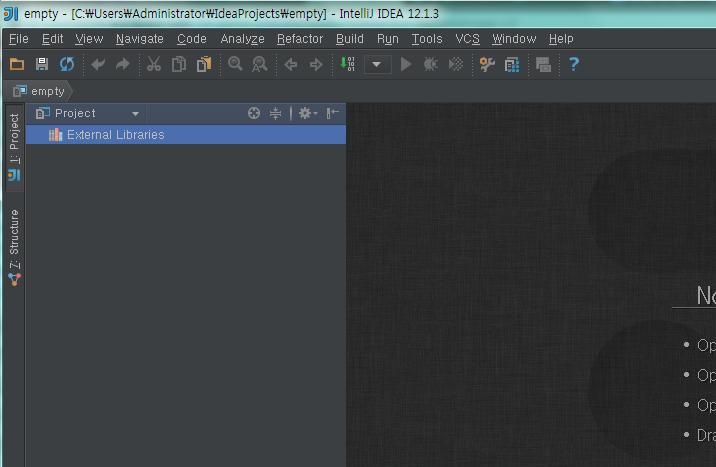 empty - [C:₩Users₩Administrator₩IdeaProjects₩empty] - IntelliJ IDEA 12.1.3
File Edit View Navigate Code Analyze Refactor Build Run Tools VCS Window Help
empty
1: Project
Project
External Libraries
7: Structure
No
• Op
• Op
• Op
• Dra